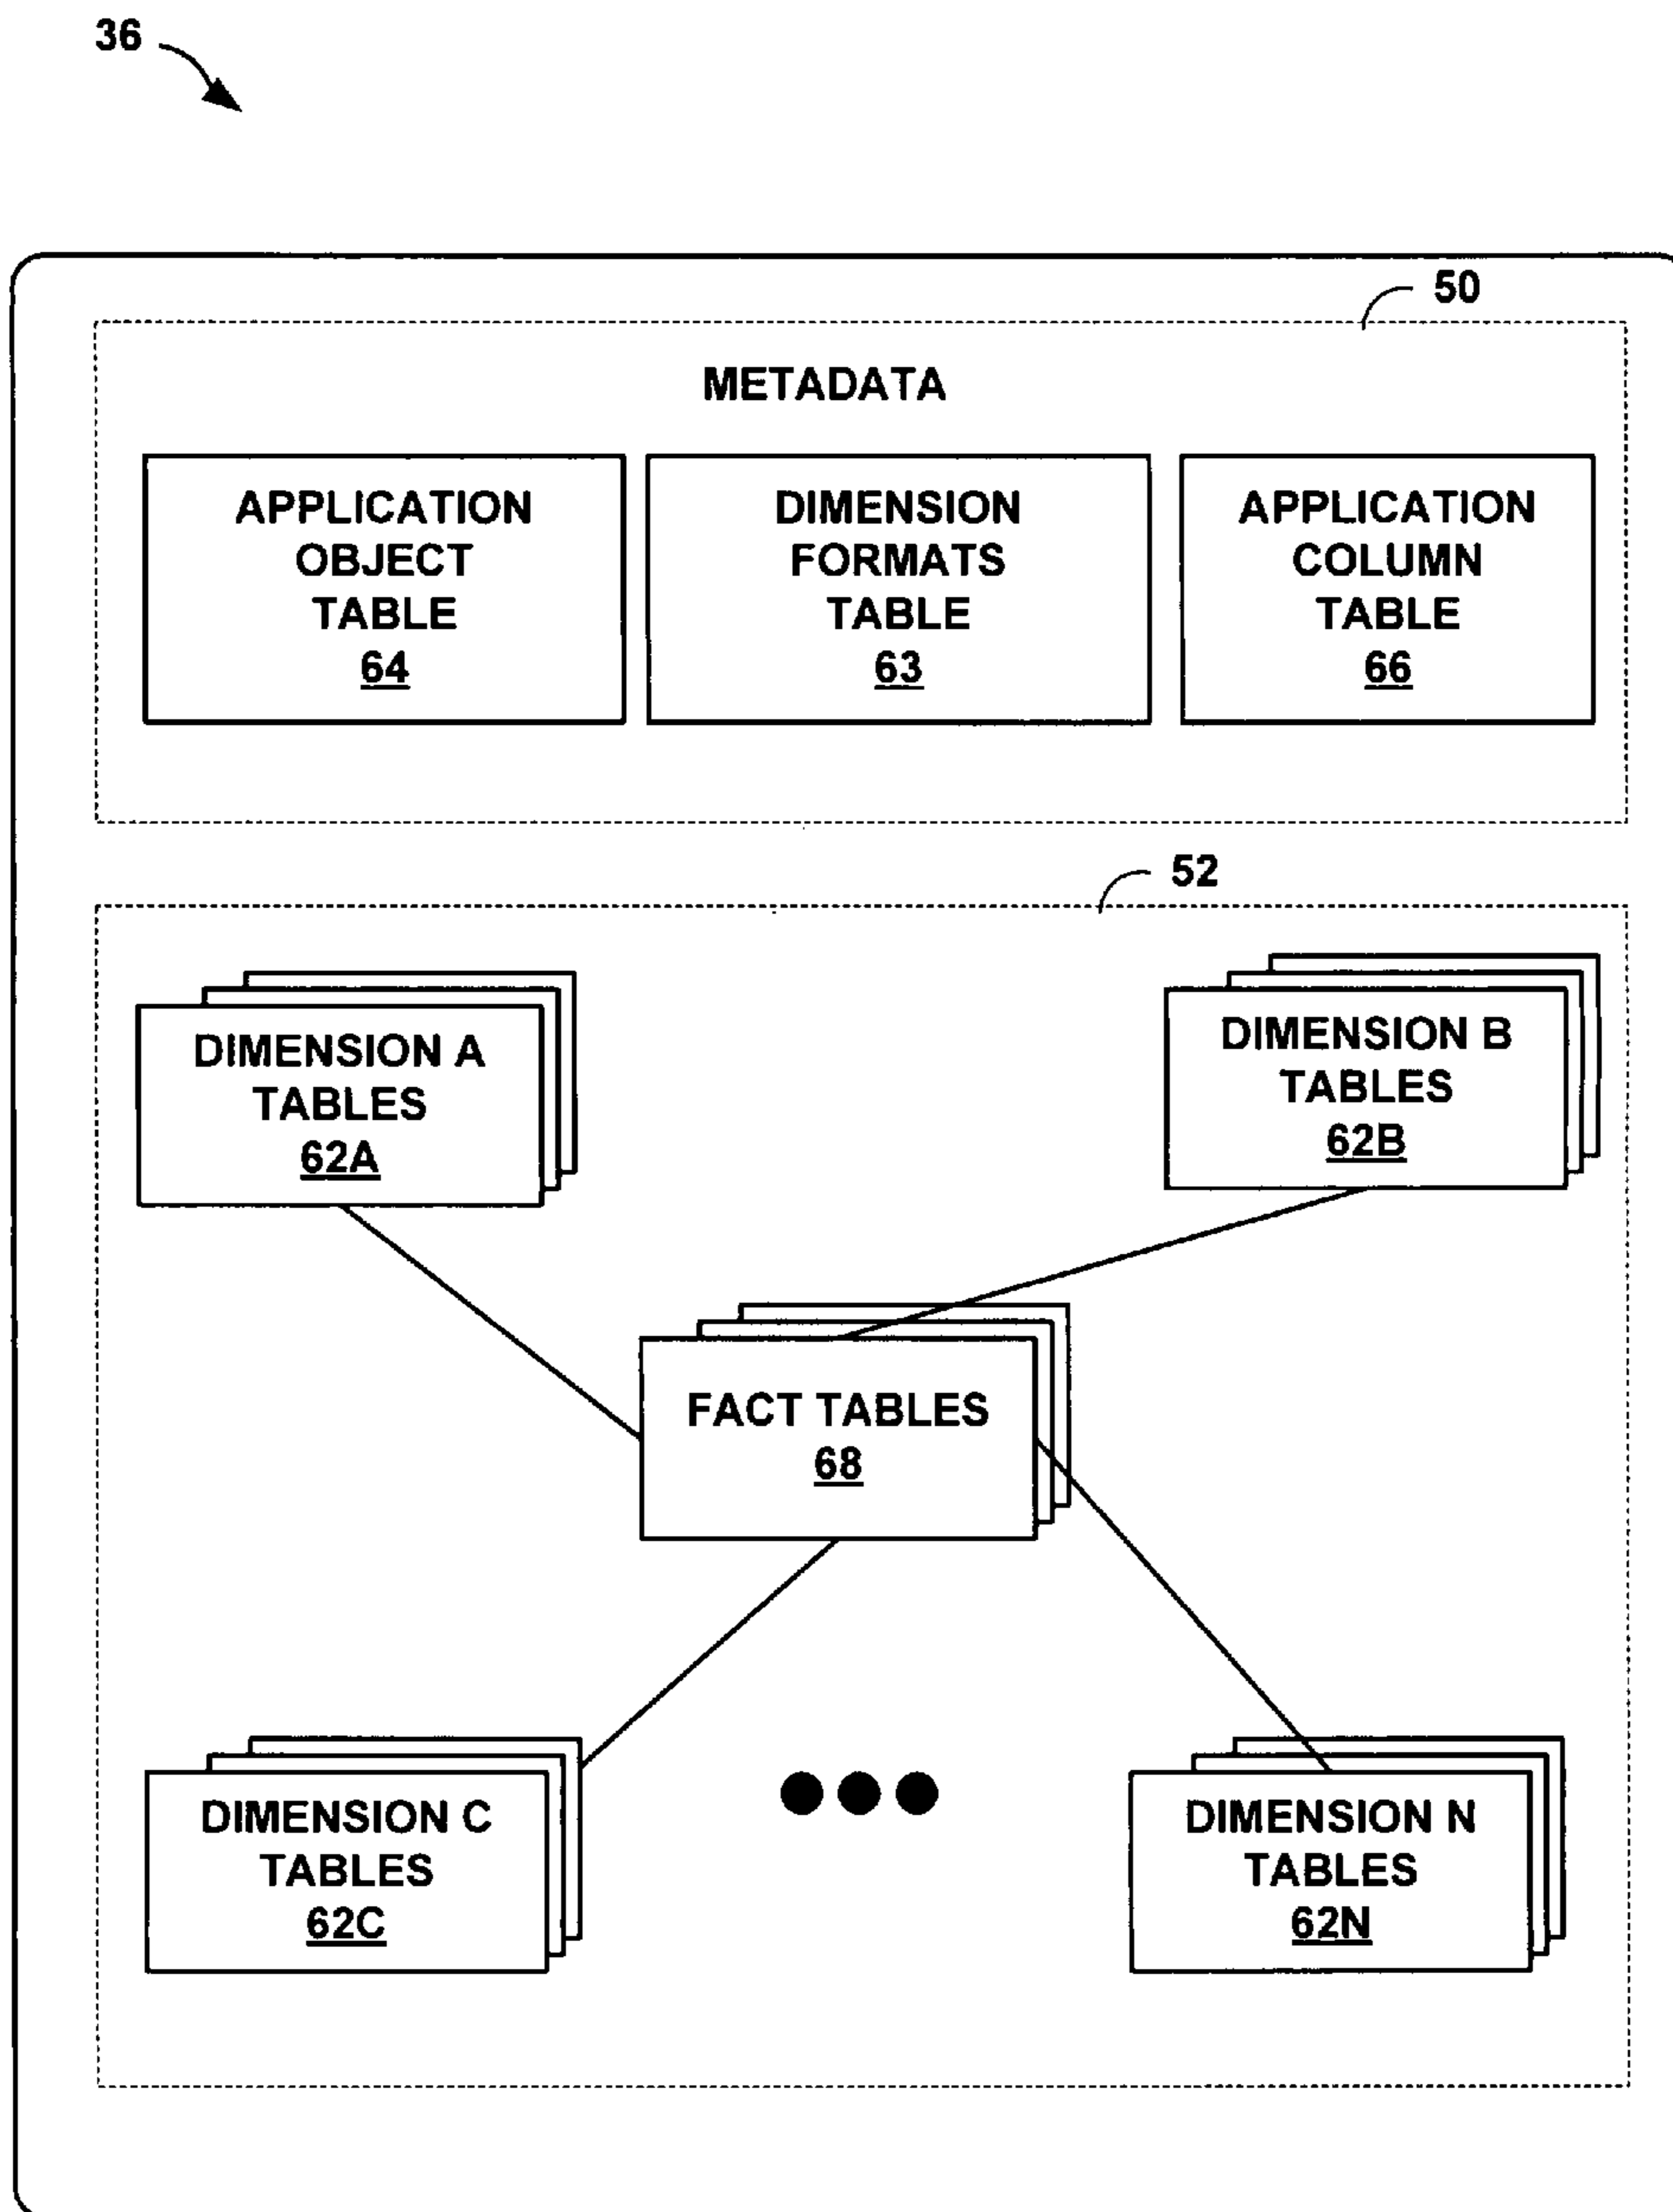 36
50
METADATA
APPLICATION
OBJECT
TABLE
64
DIMENSION
FORMATS
TABLE
63
APPLICATION
COLUMN
TABLE
66
52
DIMENSION A
TABLES
62A
DIMENSION B
TABLES
62B
FACT TABLES
68
DIMENSION C
TABLES
62C
DIMENSION N
TABLES
62N